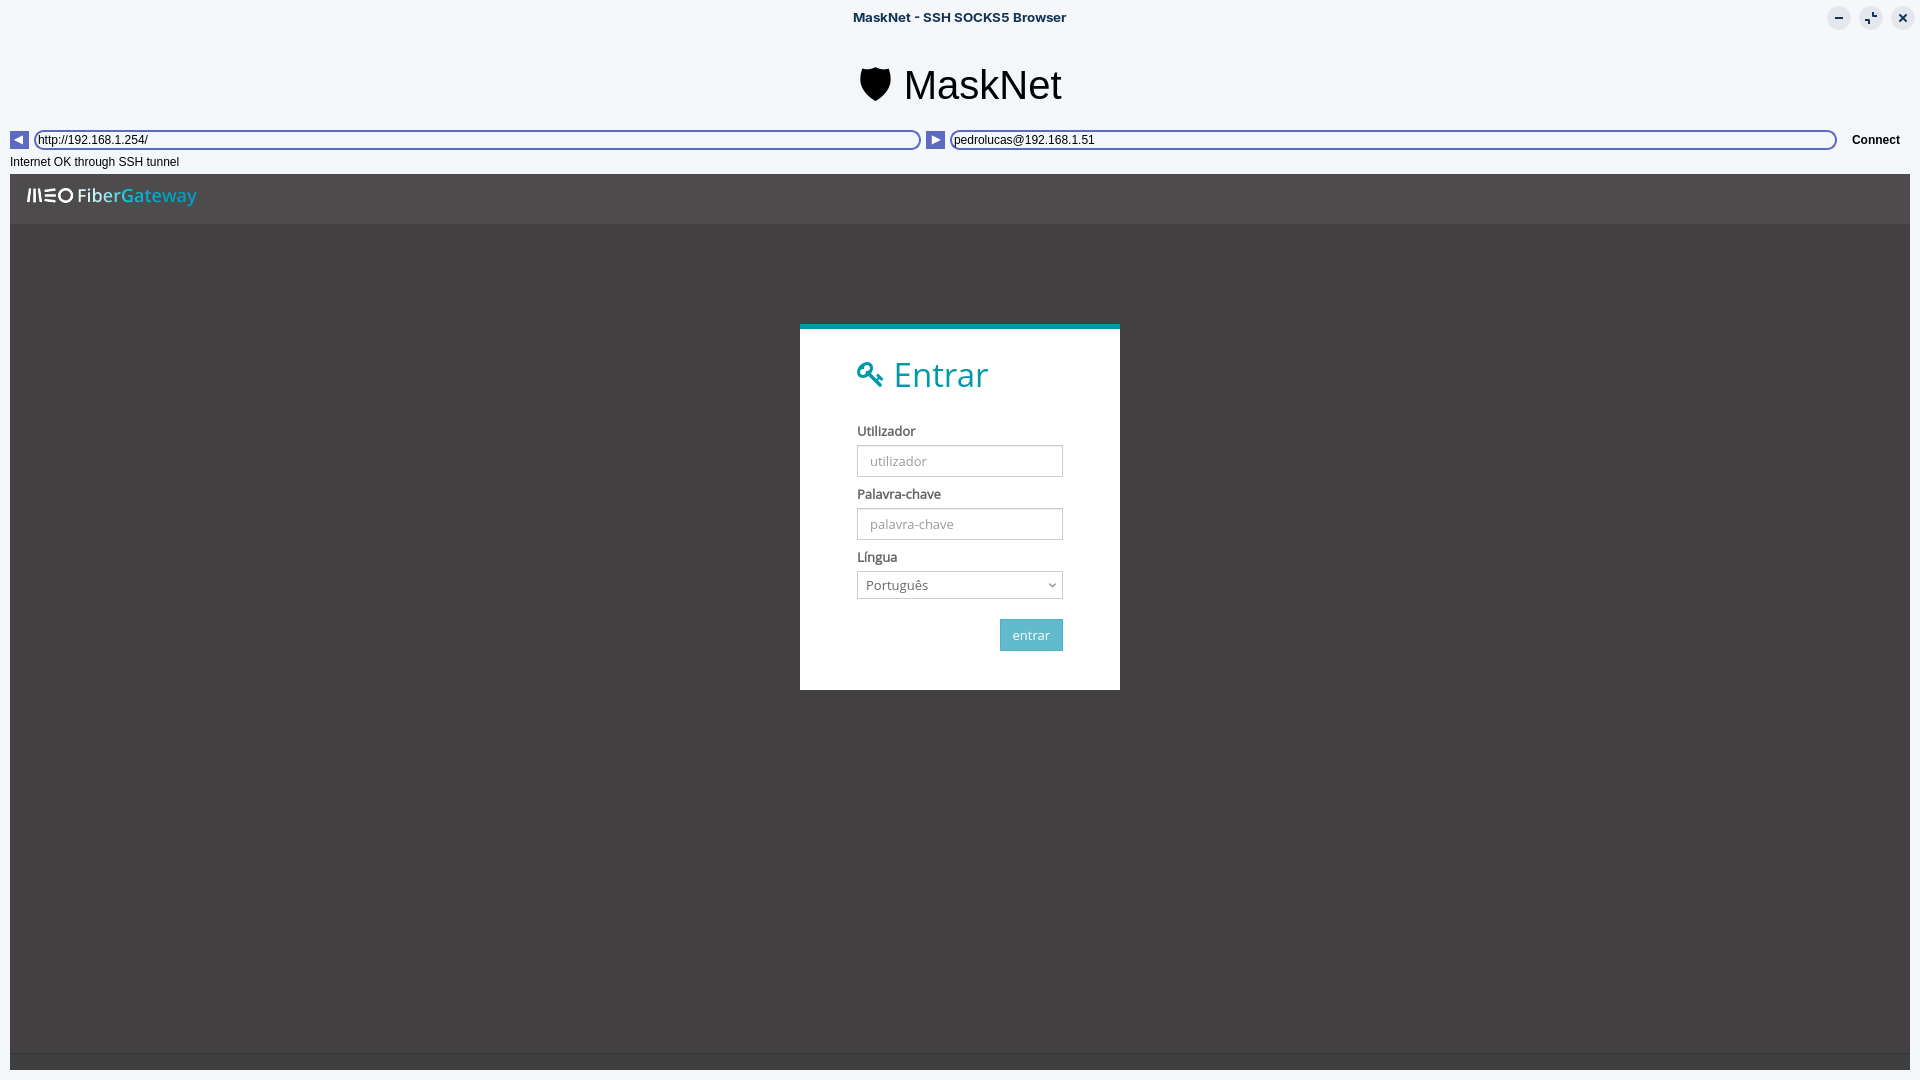 MaskNet - SSH SOCKS5 Browser
MaskNet
http://192.168.1.254/
pedrolucas@192.168.1.51
Connect
Internet OK through SSH tunnel
MEO FiberGateway
Entrar
Utilizador
utilizador
Palavra-chave
palavra-chave
Língua
Português
entrar